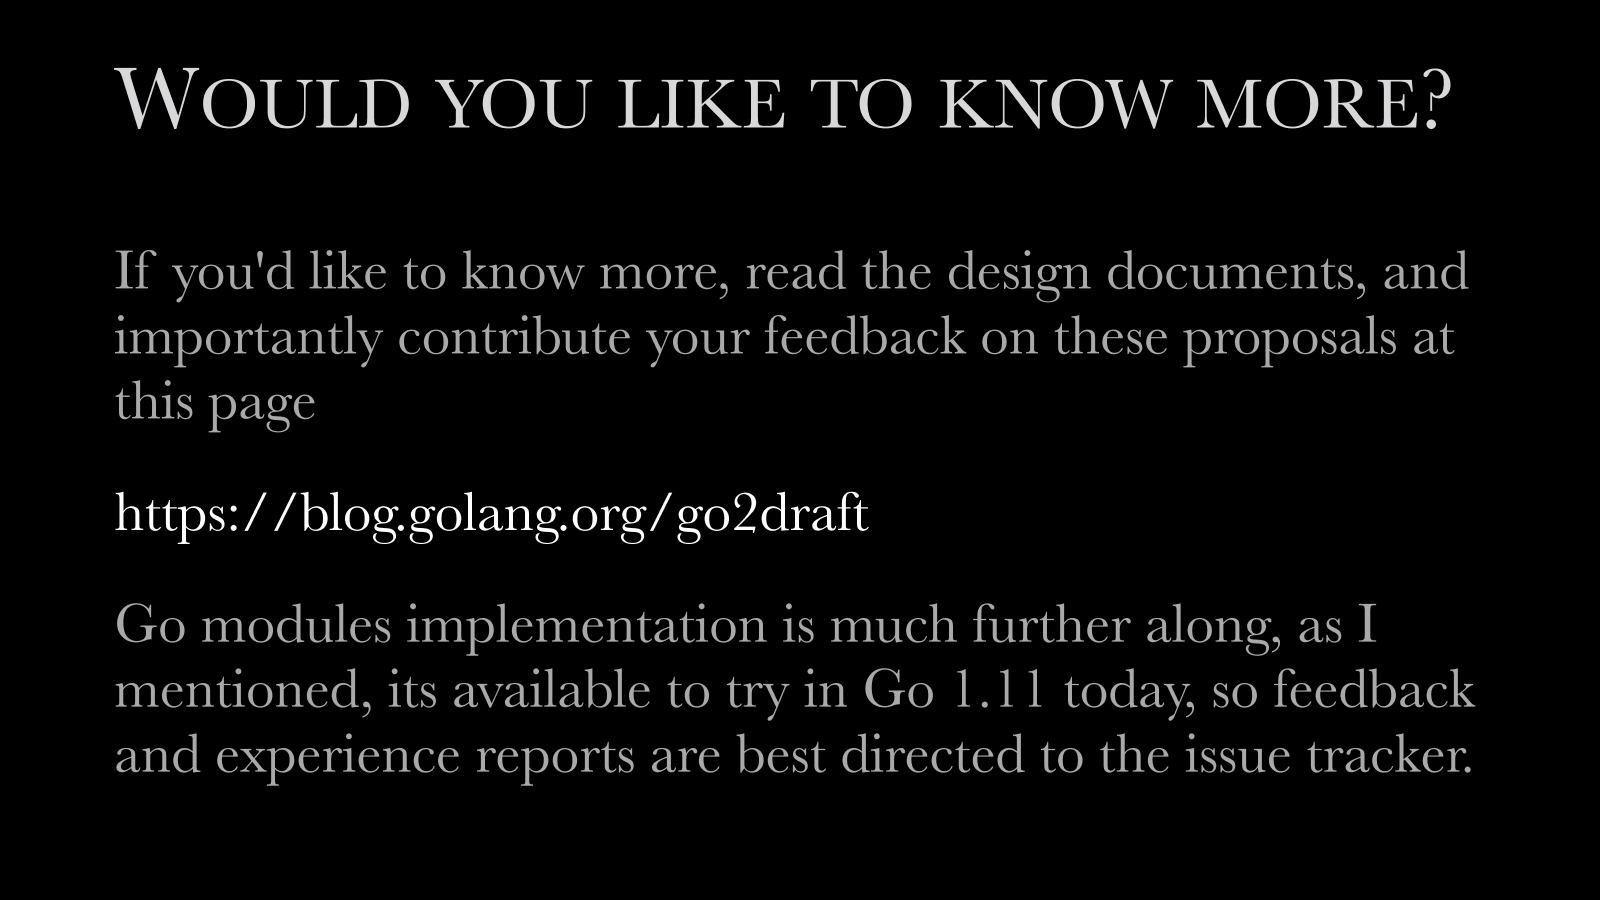 Would you like to know more?
If you'd like to know more, read the design documents, and
importantly contribute your feedback on these proposals at
this page
https://blog.golang.org/go2draft
Go modules implementation is much further along, as I
mentioned, its available to try in Go 1.11 today, so feedback
and experience reports are best directed to the issue tracker.